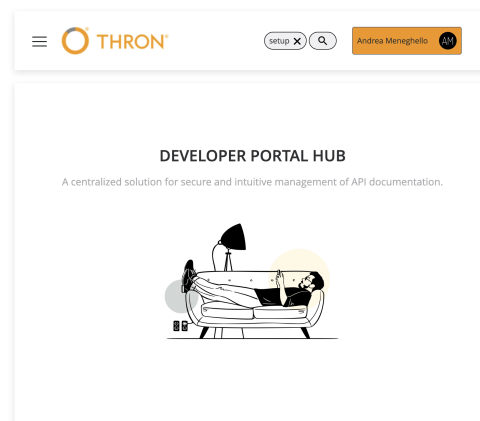 THRON
setup
Andrea Meneghello
AM
DEVELOPER PORTAL HUB
A centralized solution for secure and intuitive management of API documentation.